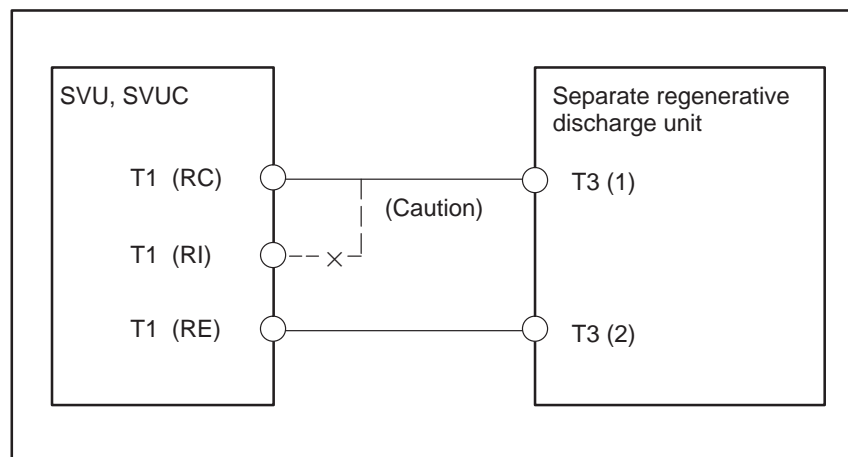 SVU, SVUC
Separate regenerative
discharge unit
T1 (RC)
T3 (1)
(Caution)
T1 (RI)
T1 (RE)
T3 (2)